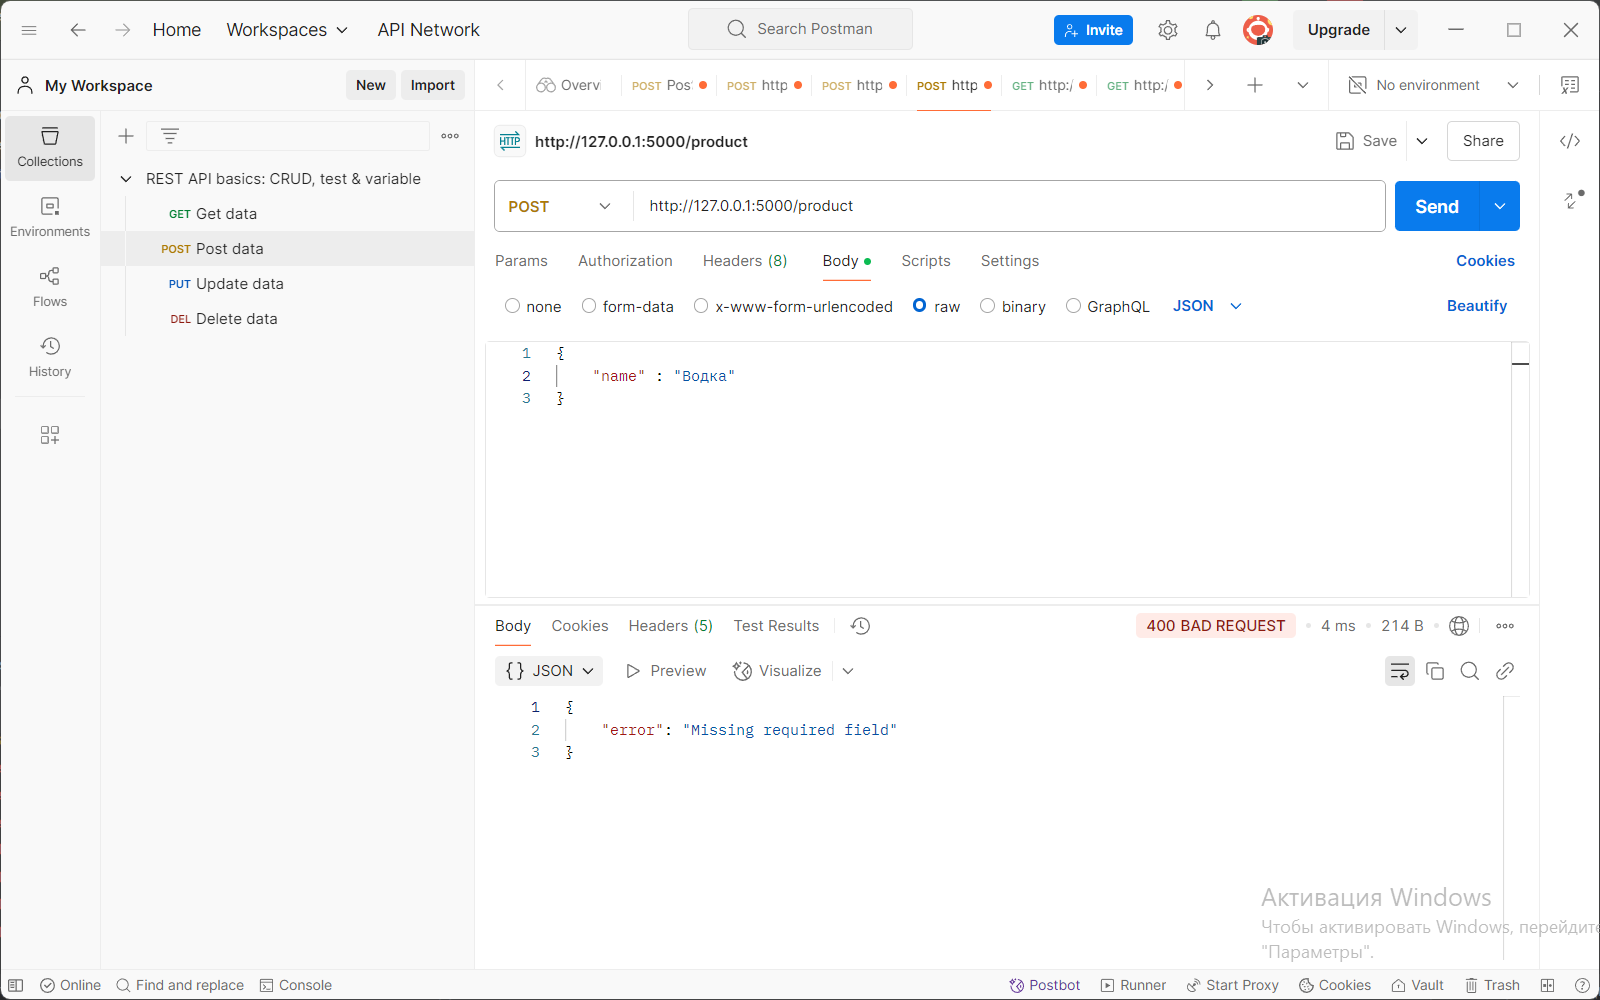 Home Workspaces API Network Search Postman Invite Upgrade
My Workspace New Import
Overvi POST Pos POST http POST http POST http GET http:/ GET http:/ No environment
Collections
Environments
Flows
History
REST API basics: CRUD, test & variable
GET Get data
POST Post data
PUT Update data
DEL Delete data
HTTP http://127.0.0.1:5000/product Save Share
POST http://127.0.0.1:5000/product Send
Params Authorization Headers (8) Body Scripts Settings Cookies
none form-data x-www-form-urlencoded raw binary GraphQL JSON Beautify
1 {
2 "name" : "Водка"
3 }
Body Cookies Headers (5) Test Results 400 BAD REQUEST 4 ms 214 B
{} JSON Preview Visualize
1 {
2 "error": "Missing required field"
3 }
Активация Windows
Чтобы активировать Windows, перейдите
"Параметры".
Online Find and replace Console Postbot Runner Start Proxy Cookies Vault Trash